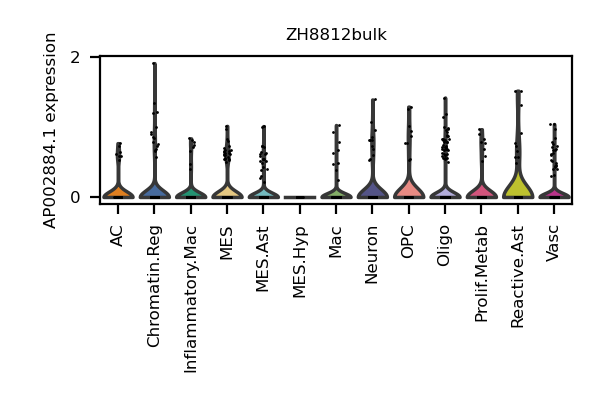 ZH8812bulk
AP002884.1 expression
2
0
AC
Chromatin.Reg
Inflammatory.Mac
MES
MES.Ast
MES.Hyp
Mac
Neuron
OPC
Oligo
Prolif.Metab
Reactive.Ast
Vasc